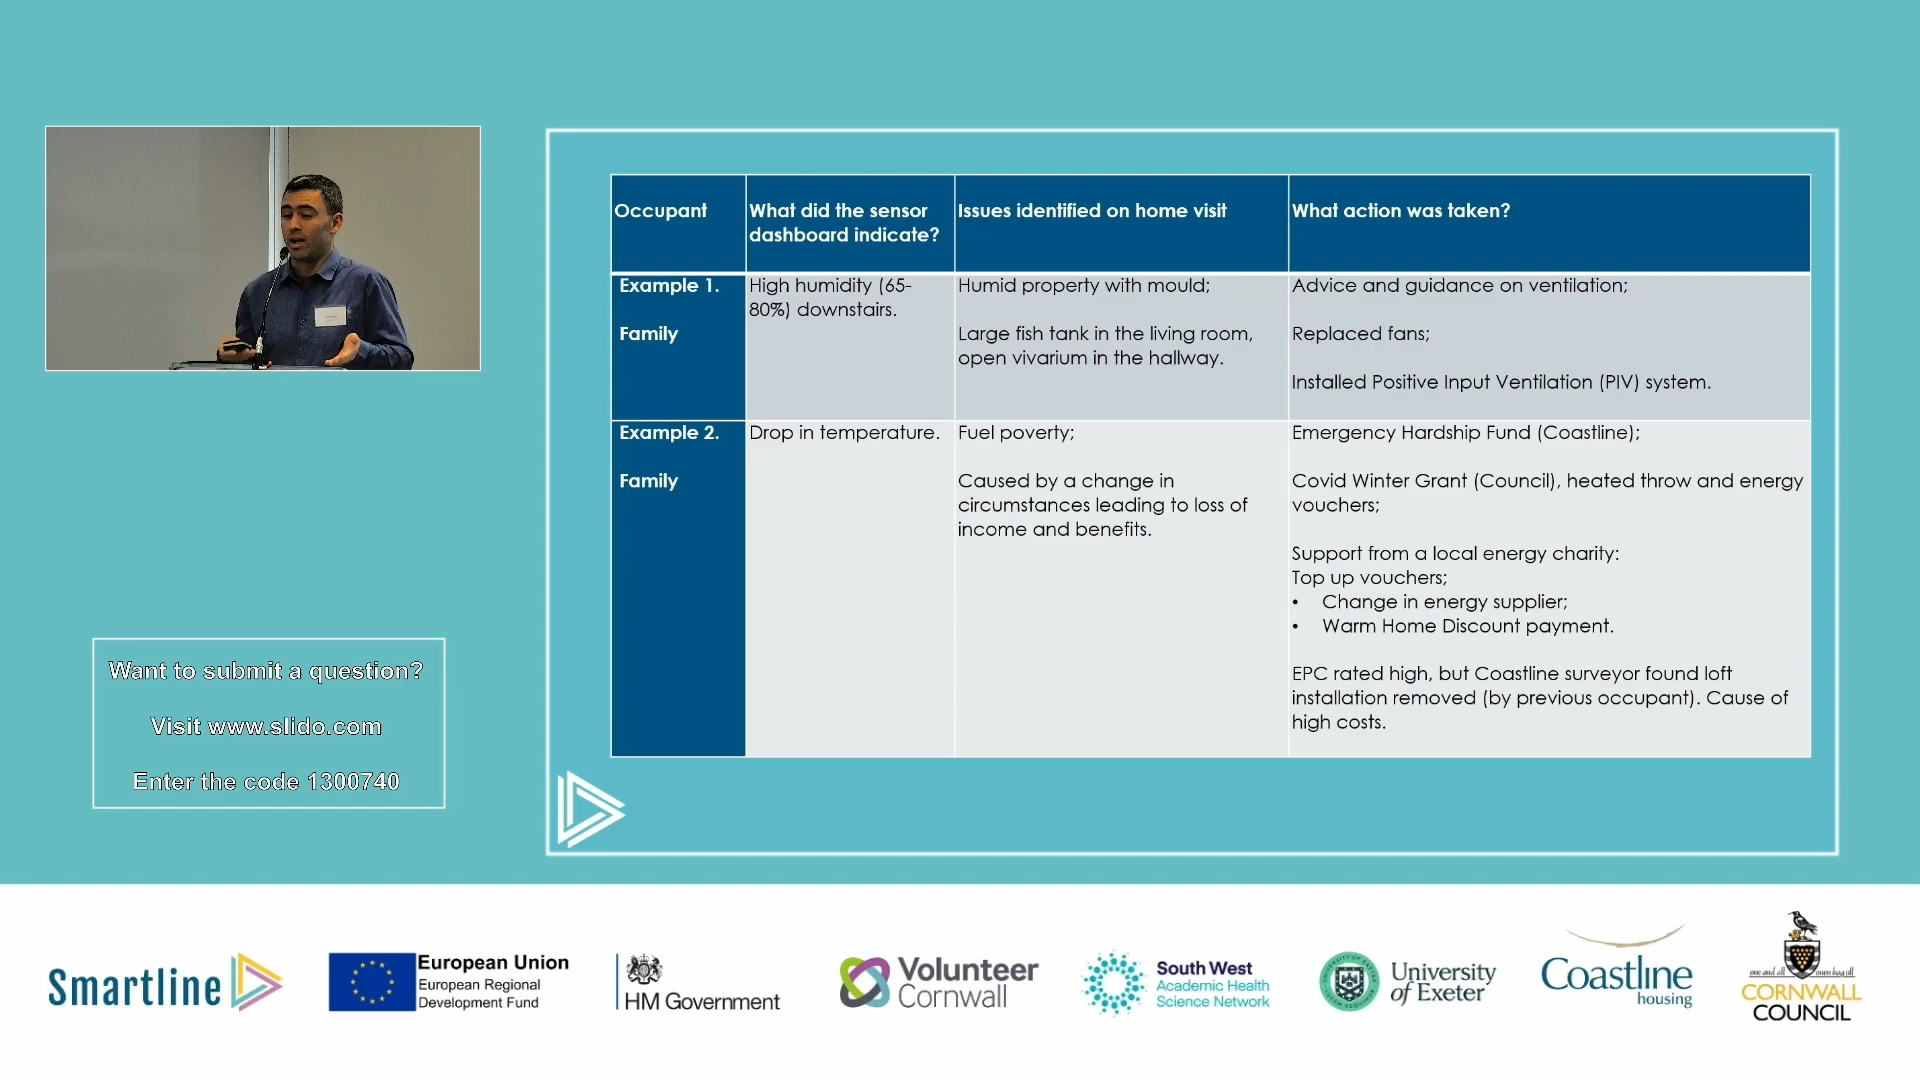 Occupant
What did the sensor
dashboard indicate?
Issues identified on home visit
What action was taken?
Example 1.
Family
High humidity (65-
80%) downstairs.
Humid property with mould;
Large fish tank in the living room,
open vivarium in the hallway.
Advice and guidance on ventilation;
Replaced fans;
Installed Positive Input Ventilation (PIV) system.
Example 2.
Family
Drop in temperature.
Fuel poverty;
Caused by a change in
circumstances leading to loss of
income and benefits.
Emergency Hardship Fund (Coastline);
Covid Winter Grant (Council), heated throw and energy
vouchers;
Support from a local energy charity:
Top up vouchers;
• Change in energy supplier;
• Warm Home Discount payment.
EPC rated high, but Coastline surveyor found loft
installation removed (by previous occupant). Cause of
high costs.
Want to submit a question?
Visit www.slido.com
Enter the code 1300740
Smartline
European Union
European Regional
Development Fund
HM Government
Volunteer
Cornwall
South West
Academic Health
Science Network
University
of Exeter
Coastline
housing
one and all
CORNWALL
COUNCIL